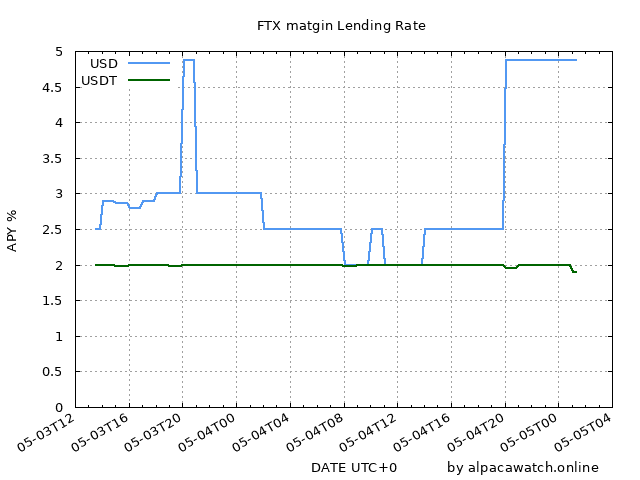 FTX matgin Lending Rate
USD
USDT
5
4.5
4
3.5
3
2.5
2
1.5
1
0.5
0
APY %
05-03T12
05-03T16
05-03T20
05-04T00
05-04T04
05-04T08
05-04T12
05-04T16
05-04T20
05-05T00
05-05T04
DATE UTC+0
by alpacawatch.online